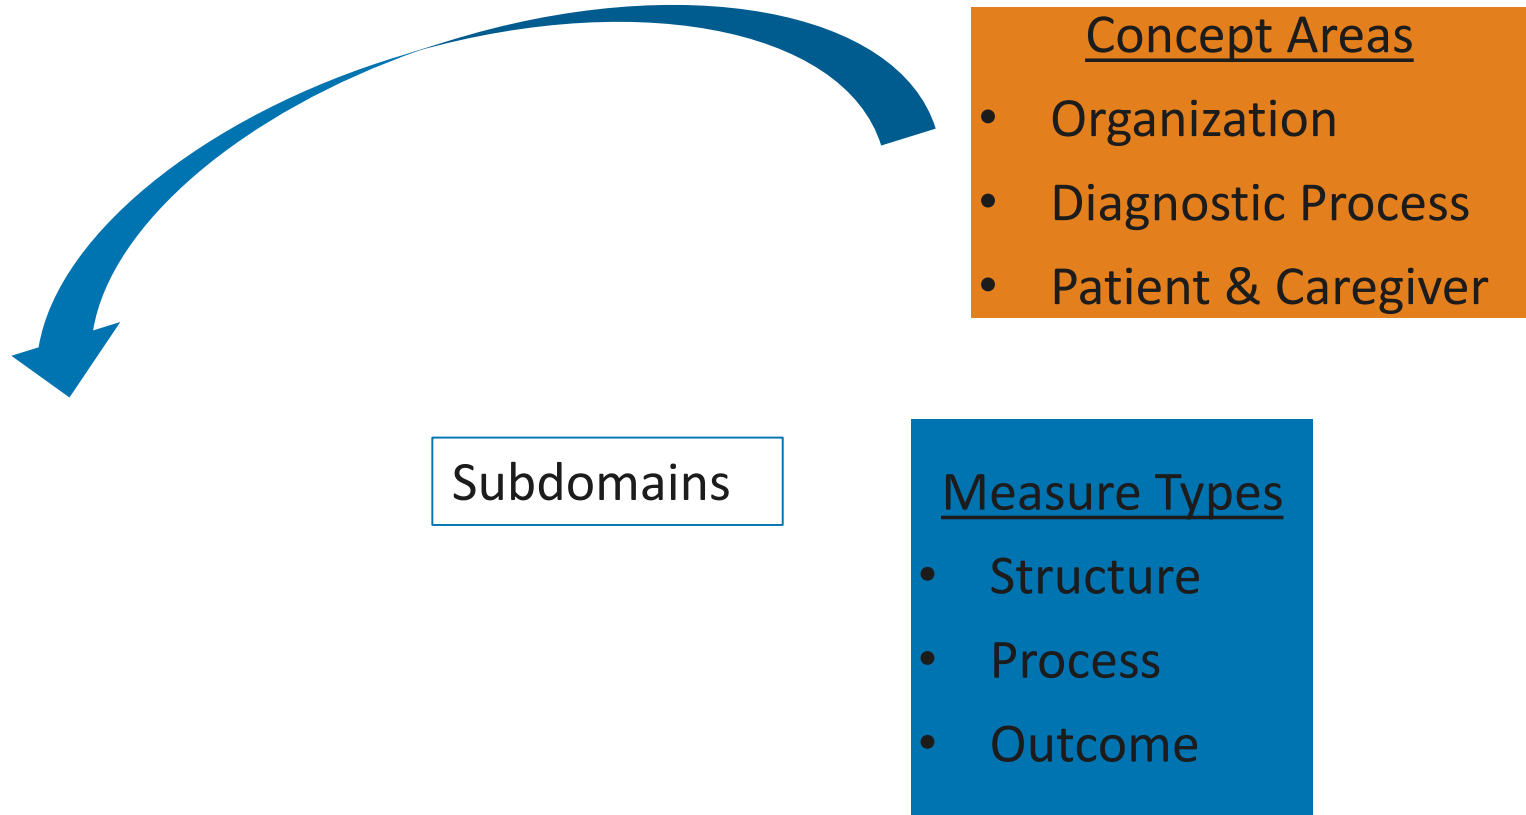 Concept Areas
• Organization
• Diagnostic Process
• Patient & Caregiver
Subdomains
Measure Types
• Structure
• Process
• Outcome